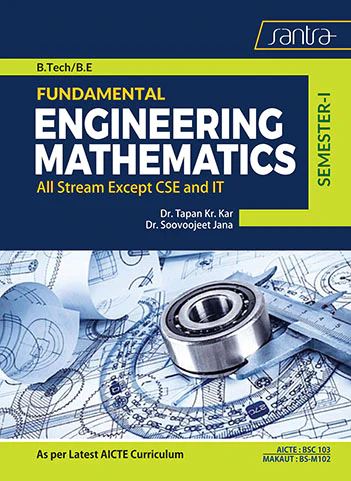 santra
B.Tech/B.E
FUNDAMENTAL
ENGINEERING
MATHEMATICS
All Stream Except CSE and IT
SEMESTER-I
Dr. Tapan Kr. Kar
Dr. Soovoojeet Jana
As per Latest AICTE Curriculum
AICTE : BSC 103
MAKAUT : BS-M102